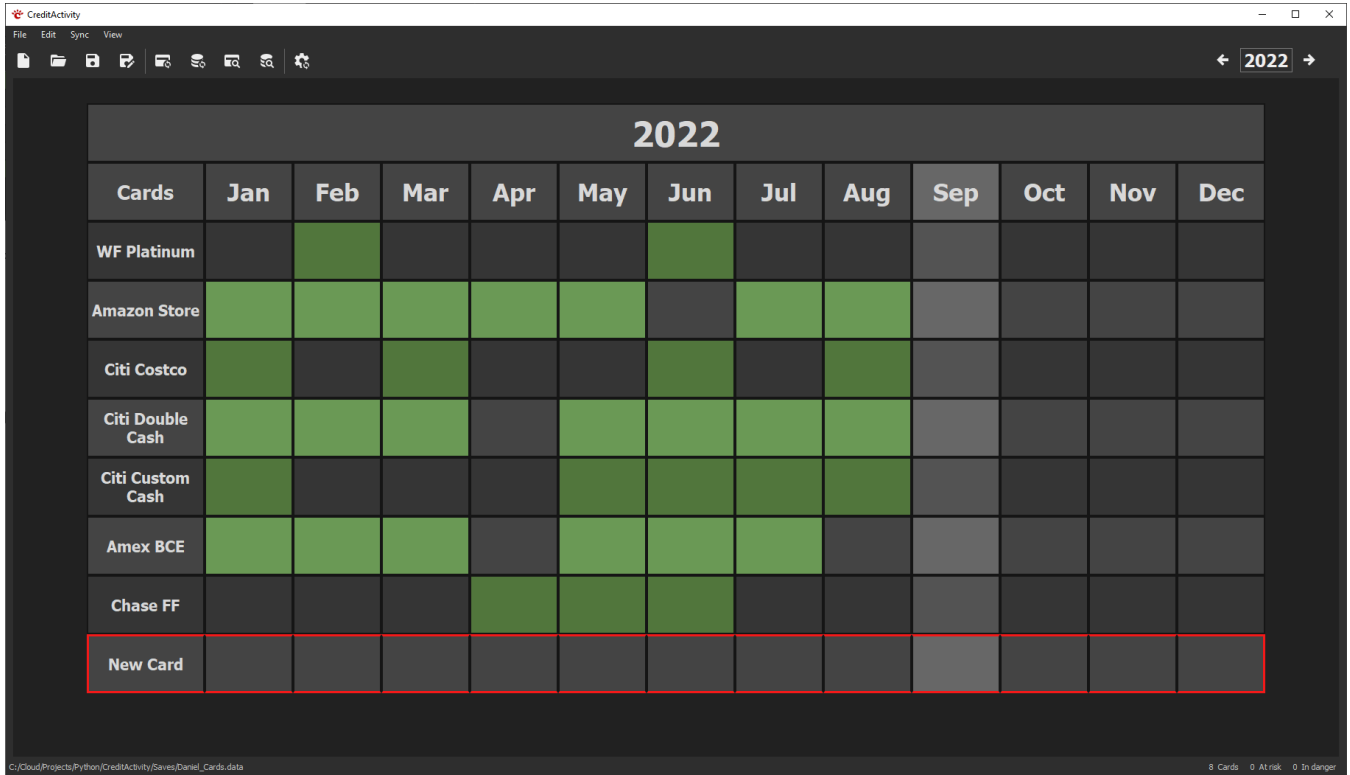 CreditActivity
File Edit Sync View
2022
2022
Cards Jan Feb Mar Apr May Jun Jul Aug Sep Oct Nov Dec
WF Platinum
Amazon Store
Citi Costco
Citi Double
Cash
Citi Custom
Cash
Amex BCE
Chase FF
New Card
C:/Cloud/Projects/Python/CreditActivity/Saves/Daniel_Cards.data
8 Cards 0 At risk 0 In danger